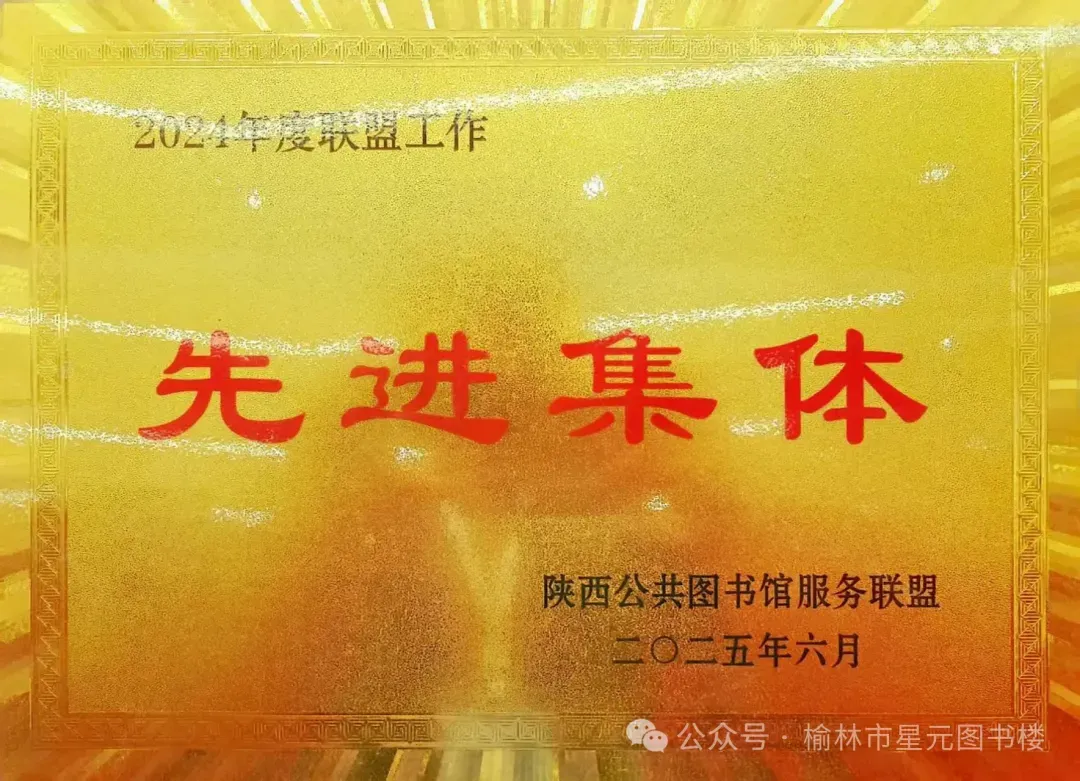 2024年度联盟工作
先进集体
陕西公共图书馆服务联盟
二〇二五年六月
公众号·榆林市星元图书楼